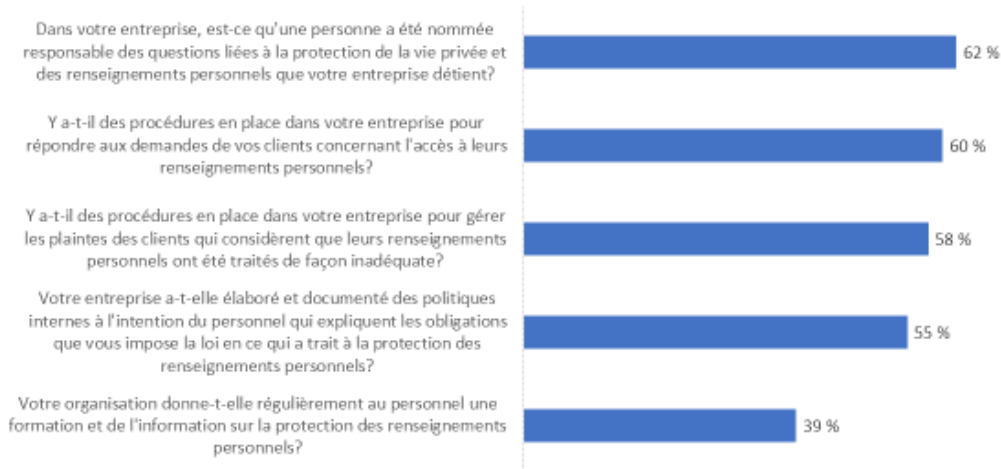 Dans votre entreprise, est-ce qu'une personne a été nommée
responsable des questions liées à la protection de la vie privée et
des renseignements personnels que votre entreprise détient?
62 %
Y a-t-il des procédures en place dans votre entreprise pour
répondre aux demandes de vos clients concernant l'accès à leurs
renseignements personnels?
60 %
Y a-t-il des procédures en place dans votre entreprise pour gérer
les plaintes des clients qui considèrent que leurs renseignements
personnels ont été traités de façon inadéquate?
58 %
Votre entreprise a-t-elle élaboré et documenté des politiques
internes à l'intention du personnel qui expliquent les obligations
que vous impose la loi en ce qui a trait à la protection des
renseignements personnels?
55 %
Votre organisation donne-t-elle régulièrement au personnel une
formation et de l'information sur la protection des renseignements
personnels?
39 %